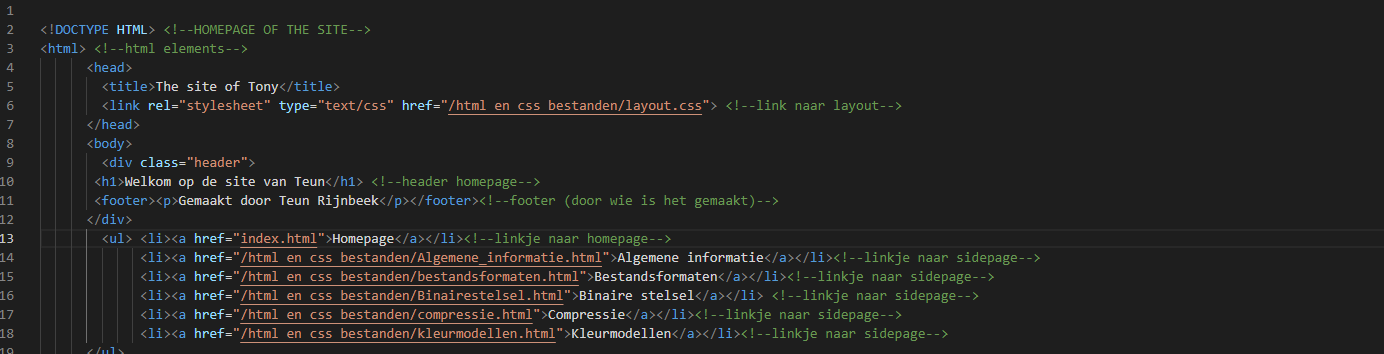 1
2 <!DOCTYPE HTML> <!--HOMEPAGE OF THE SITE-->
3 <html> <!--html elements-->
4 <head>
5 <title>The site of Tony</title>
6 <link rel="stylesheet" type="text/css" href="/html en css bestanden/layout.css"> <!--link naar layout-->
7 </head>
8 <body>
9 <div class="header">
10 <h1>Welkom op de site van Teun</h1> <!--header homepage-->
11 <footer><p>Gemaakt door Teun Rijnbeek</p></footer><!--footer (door wie is het gemaakt)-->
12 </div>
13 <ul> <li><a href="index.html">Homepage</a></li><!--linkje naar homepage-->
14 <li><a href="/html en css bestanden/Algemene_informatie.html">Algemene informatie</a></li><!--linkje naar sidepage-->
15 <li><a href="/html en css bestanden/bestandsformaten.html">Bestandsformaten</a></li><!--linkje naar sidepage-->
16 <li><a href="/html en css bestanden/Binairestelsel.html">Binaire stelsel</a></li> <!--linkje naar sidepage-->
17 <li><a href="/html en css bestanden/compressie.html">Compressie</a></li><!--linkje naar sidepage-->
18 <li><a href="/html en css bestanden/kleurmodellen.html">Kleurmodellen</a></li><!--linkje naar sidepage-->
19 </ul>